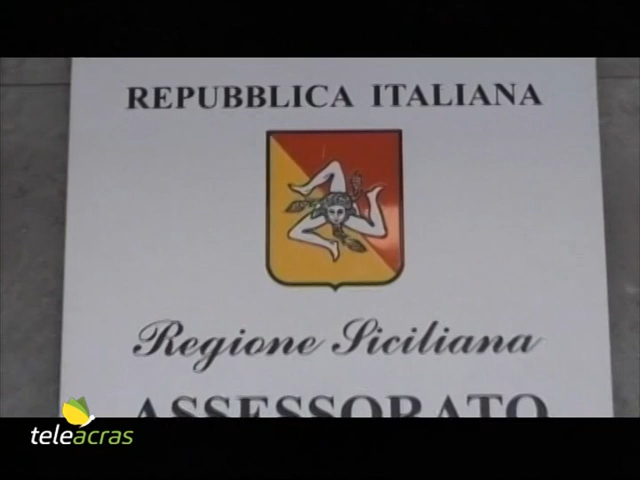 REPUBBLICA ITALIANA
Regione Siciliana
ASSESSORATO
teleacras